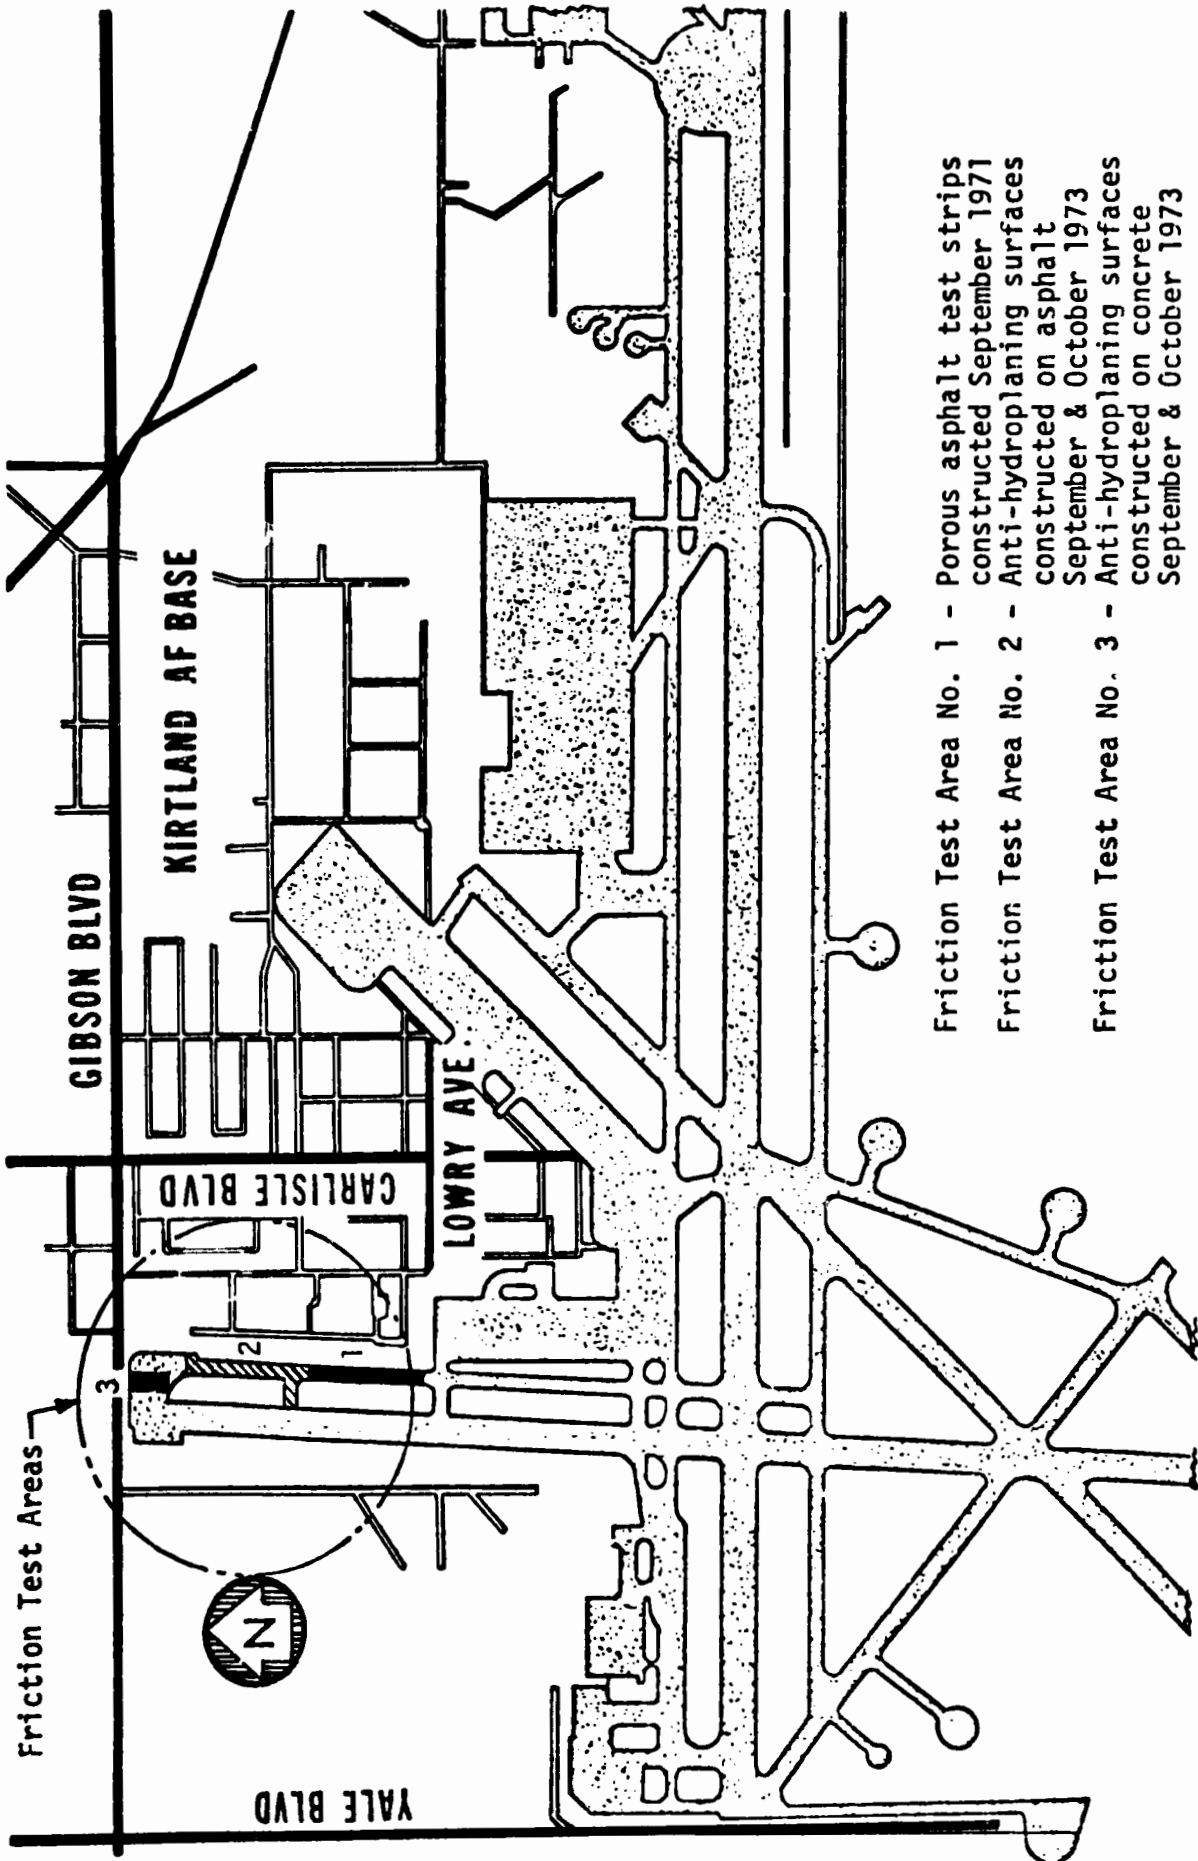 Friction Test Areas
GIBSON BLVD
KIRTLAND AF BASE
CARLISLE BLVD
LOWRY AVE.
YALE BLVD
N
3
2
1
Friction Test Area No. 1 - Porous asphalt test strips
constructed September 1971
Friction Test Area No. 2 - Anti-hydroplaning surfaces
constructed on asphalt
September & October 1973
Friction Test Area No. 3 - Anti-hydroplaning surfaces
constructed on concrete
September & October 1973